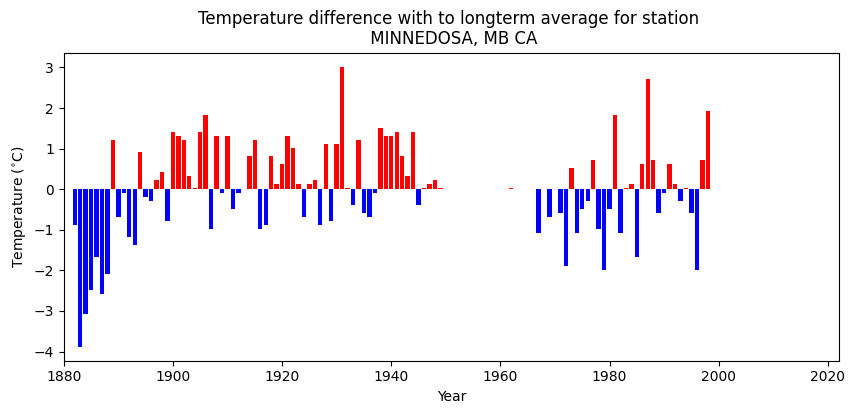 Temperature difference with to longterm average for station
MINNEDOSA, MB CA
Temperature (°C)
3
2
1
0
−1
−2
−3
−4
1880 1900 1920 1940 1960 1980 2000 2020
Year